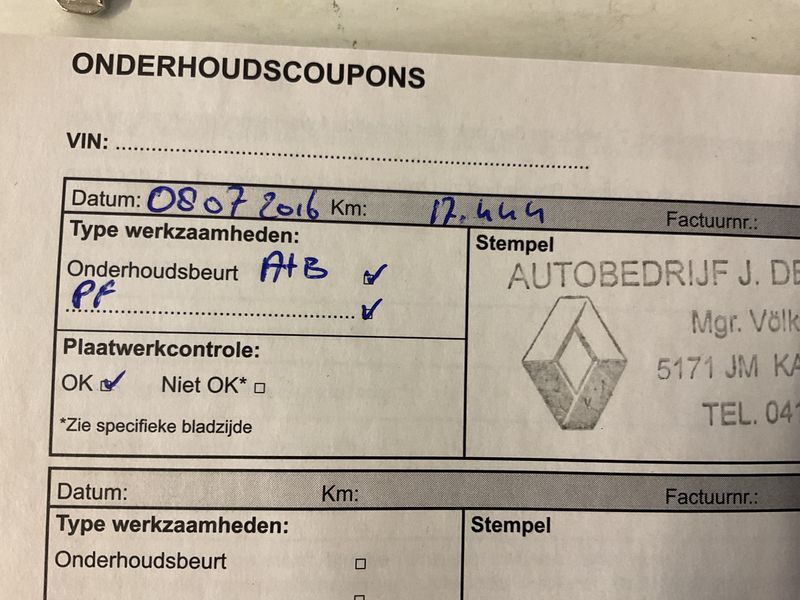 ONDERHOUDSCOUPONS
VIN:
Datum: 08 07 2016 Km: 17.444 Factuurnr.:
Type werkzaamheden:
Stempel
Onderhoudsbeurt A+B
PF
AUTOBEDRIJF J. DE
Mgr. Völk
5171 JM KA
TEL. 041
Plaatwerkcontrole:
OK Niet OK*
*Zie specifieke bladzijde
Datum: Km: Factuurnr.:
Type werkzaamheden:
Stempel
Onderhoudsbeurt